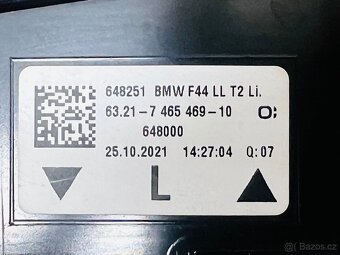 648251 BMW F44 LL T2 Li.
63.21-7 465 469-10
648000
25.10.2021 14:27:04 Q:07
L
Bazoš.cz